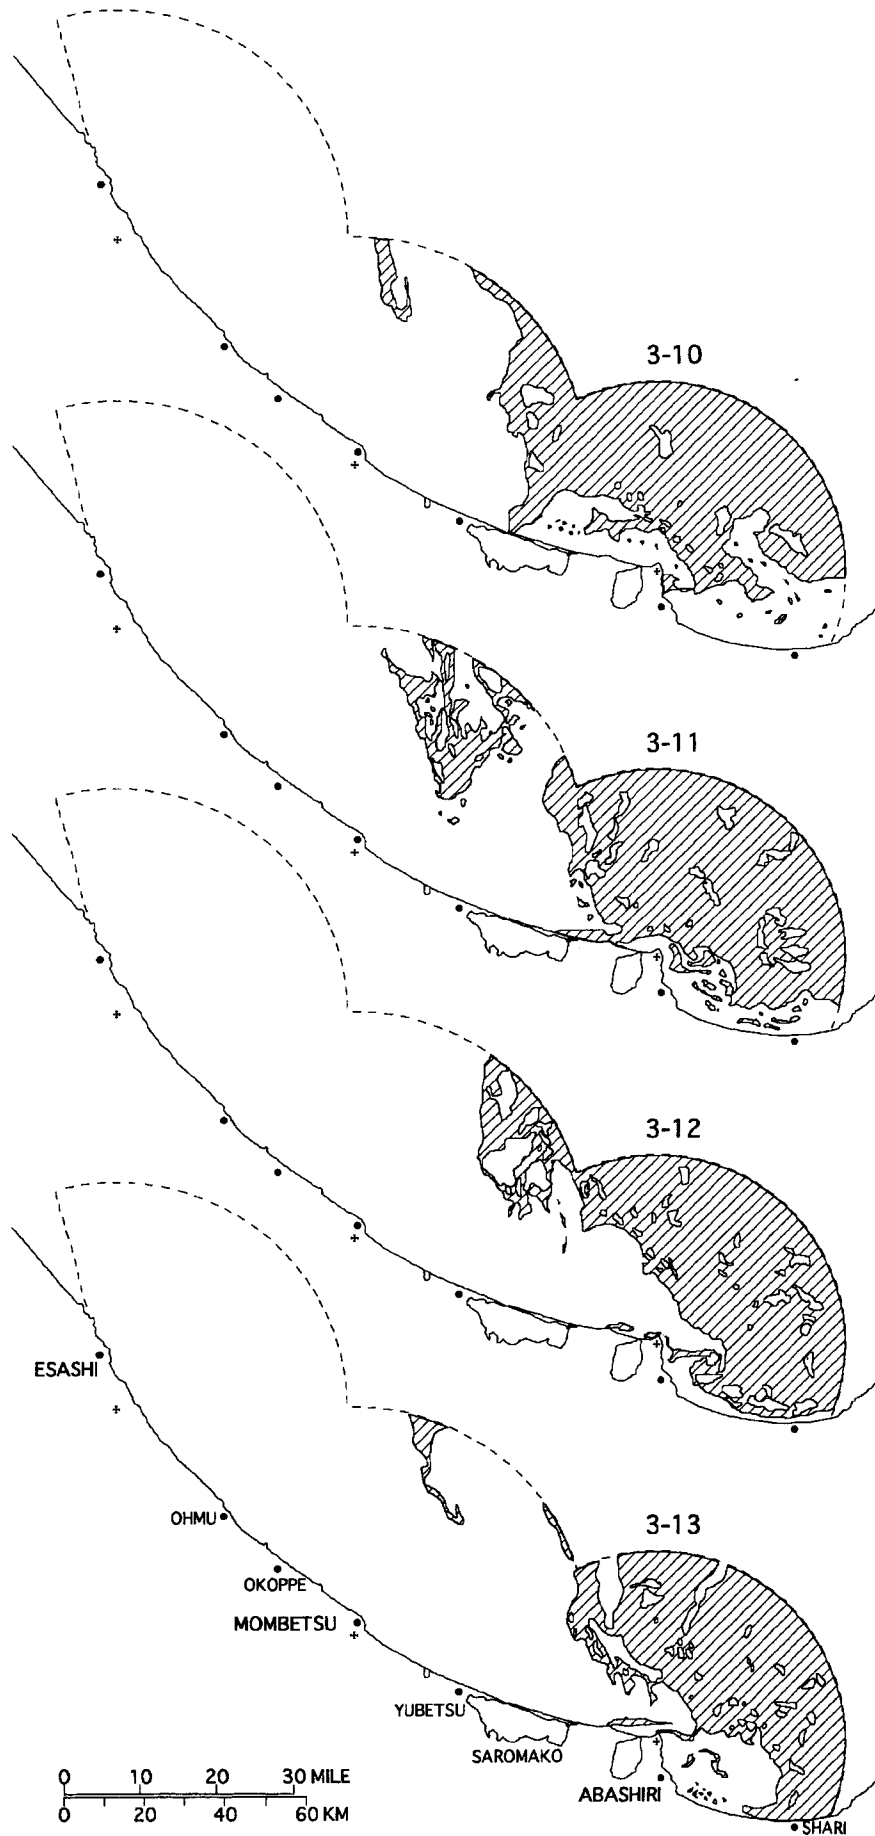 3-10
3-11
3-12
ESASHI
OHMU
3-13
OKOPPE
MOMBETSU
YUBETSU
SAROMAKO
0 10 20 30 MILE
ABASHIRI
0 20 40 60 KM
SHARI